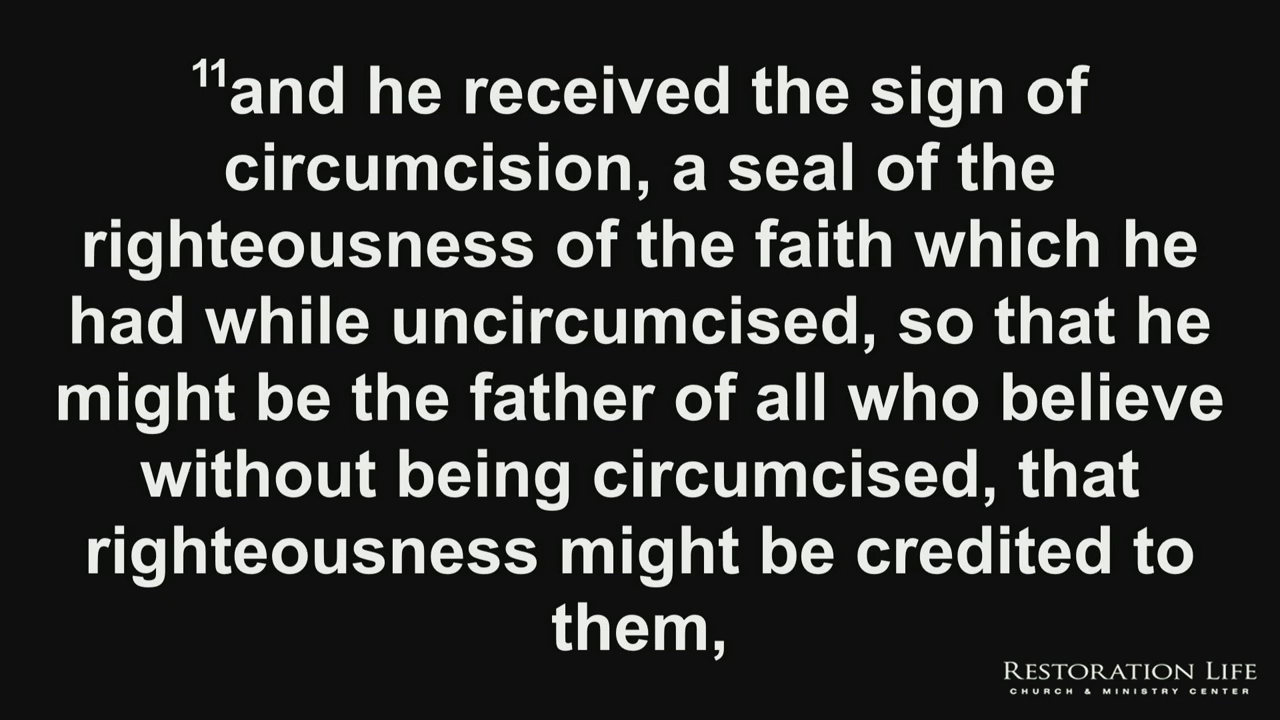 11and he received the sign of
circumcision, a seal of the
righteousness of the faith which he
had while uncircumcised, so that he
might be the father of all who believe
without being circumcised, that
righteousness might be credited to
them,
RESTORATION LIFE
CHURCH & MINISTRY CENTER